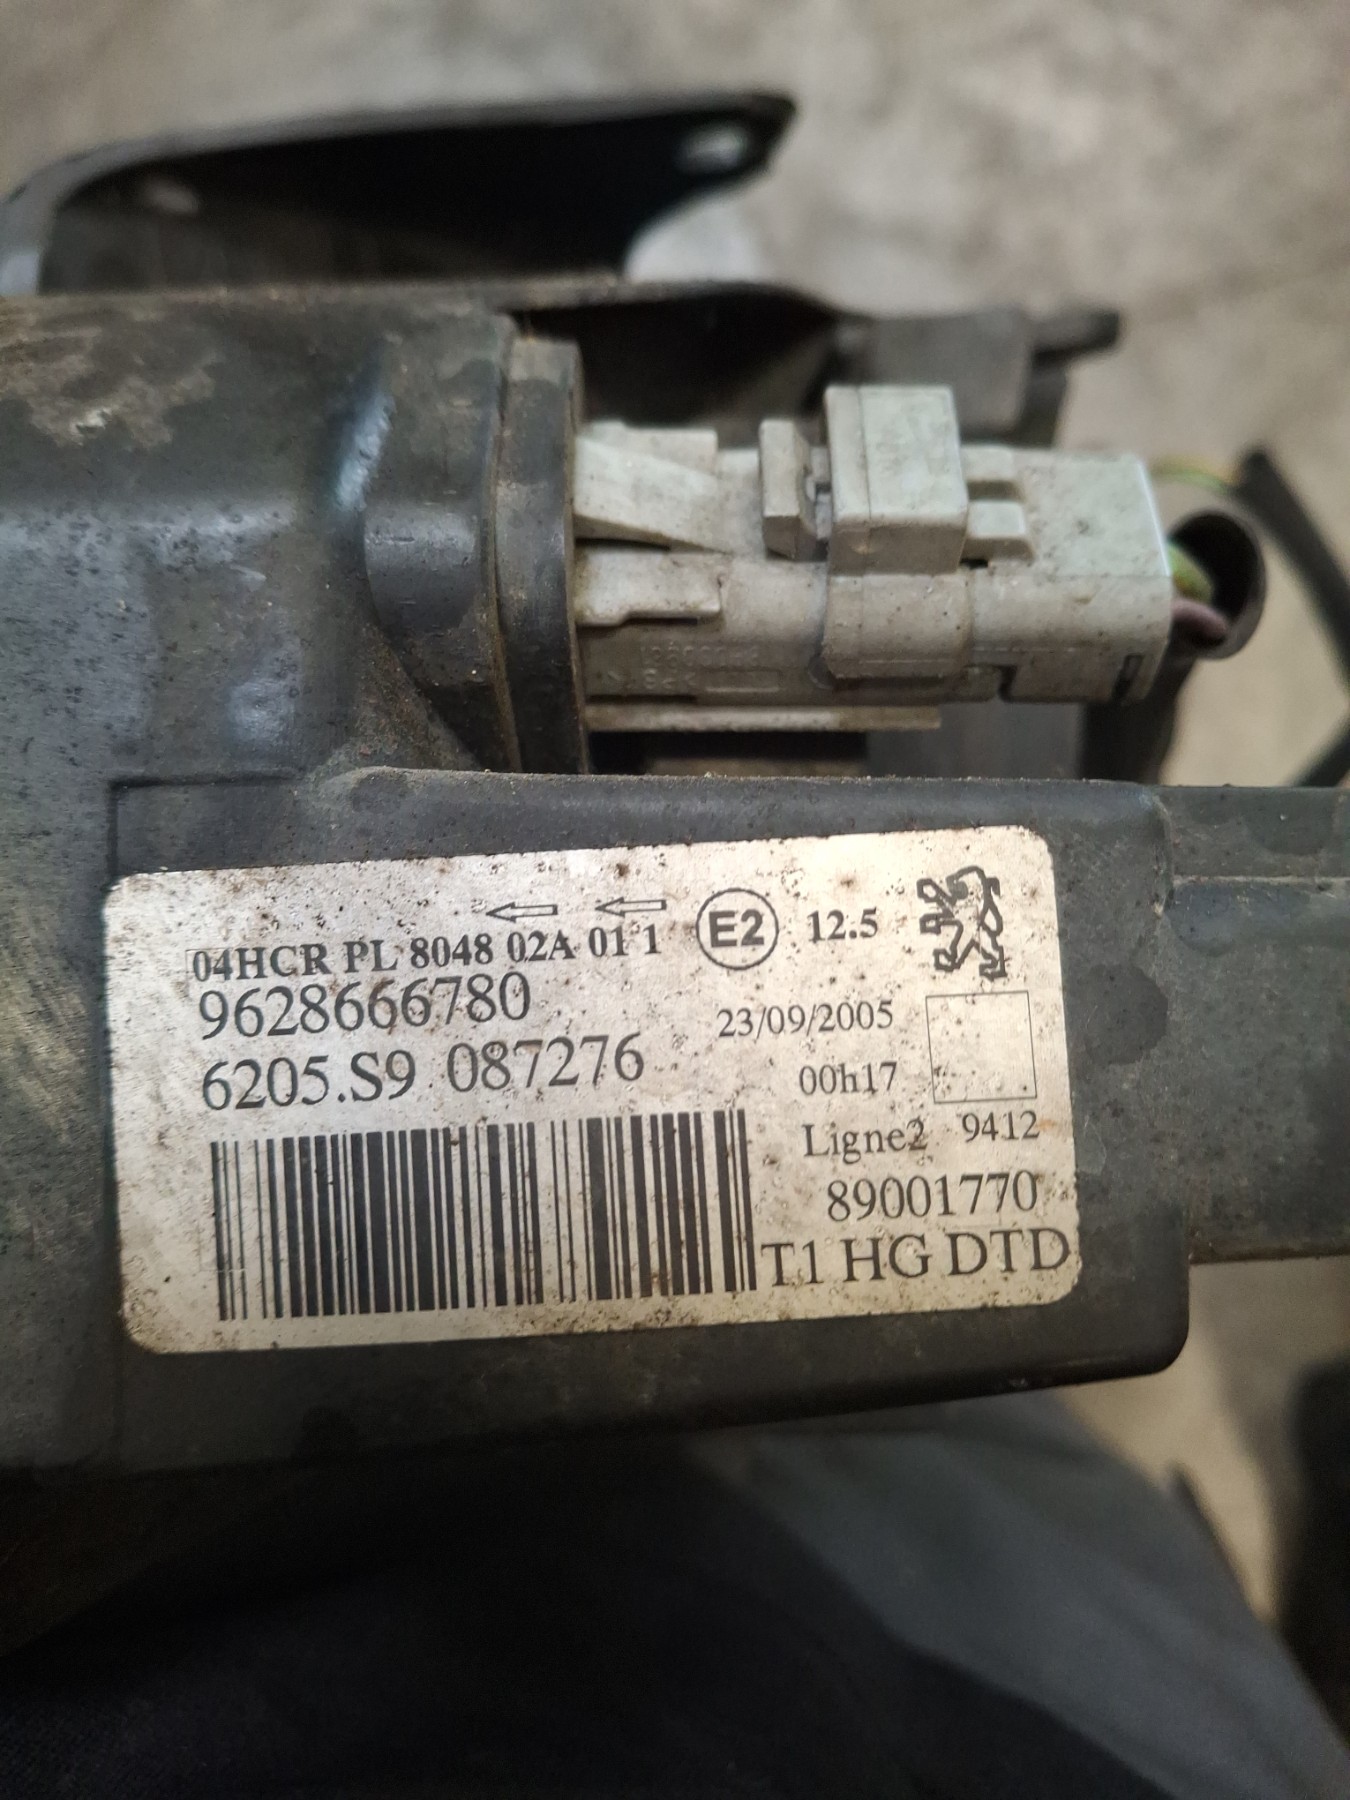 04HCR PL 8048 02A 01 1
E2
12.5
9628666780
23/09/2005
6205.S9 087276
00h17
Ligne2 9412
89001770
T1 HG DTD